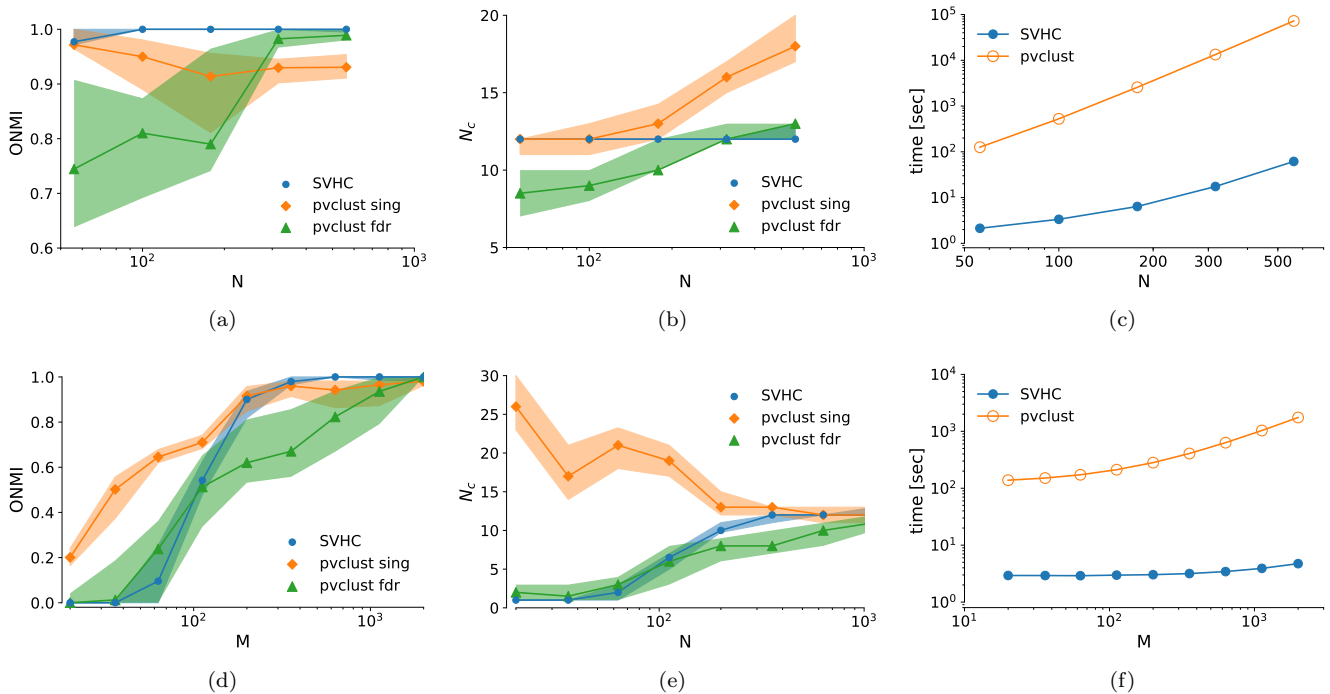 1.0
0.9
0.8
0.7
0.6
ONMI
SVHC
pvclust sing
pvclust fdr
10²
10³
N
(a)
20
15
10
5
N_c
SVHC
pvclust sing
pvclust fdr
10²
10³
N
(b)
10⁵
10⁴
10³
10²
10¹
10⁰
time [sec]
SVHC
pvclust
50
100
200
500
N
(c)
1.0
0.8
0.6
0.4
0.2
0.0
ONMI
SVHC
pvclust sing
pvclust fdr
10²
10³
M
(d)
30
25
20
15
10
5
0
N_c
SVHC
pvclust sing
pvclust fdr
10²
10³
N
(e)
10⁴
10³
10²
10¹
10⁰
time [sec]
SVHC
pvclust
10¹
10²
10³
10⁴
M
(f)